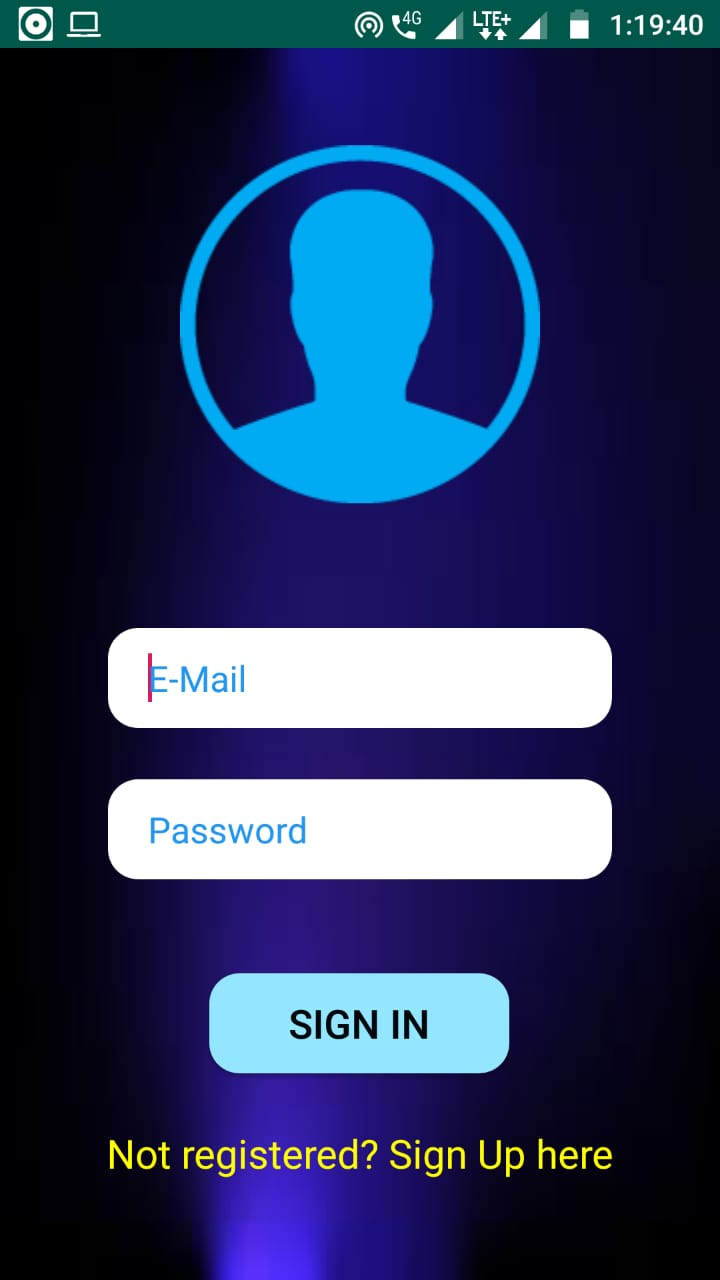 4G LTE+ 1:19:40
E-Mail
Password
SIGN IN
Not registered? Sign Up here